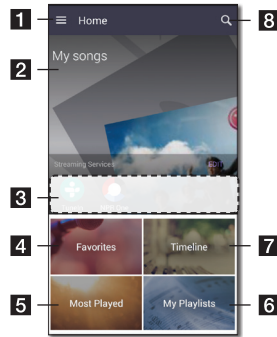 1 Home 8
2 My songs
Streaming Services EDIT
3
4 Favorites Timeline 7
5 Most Played My Playlists 6